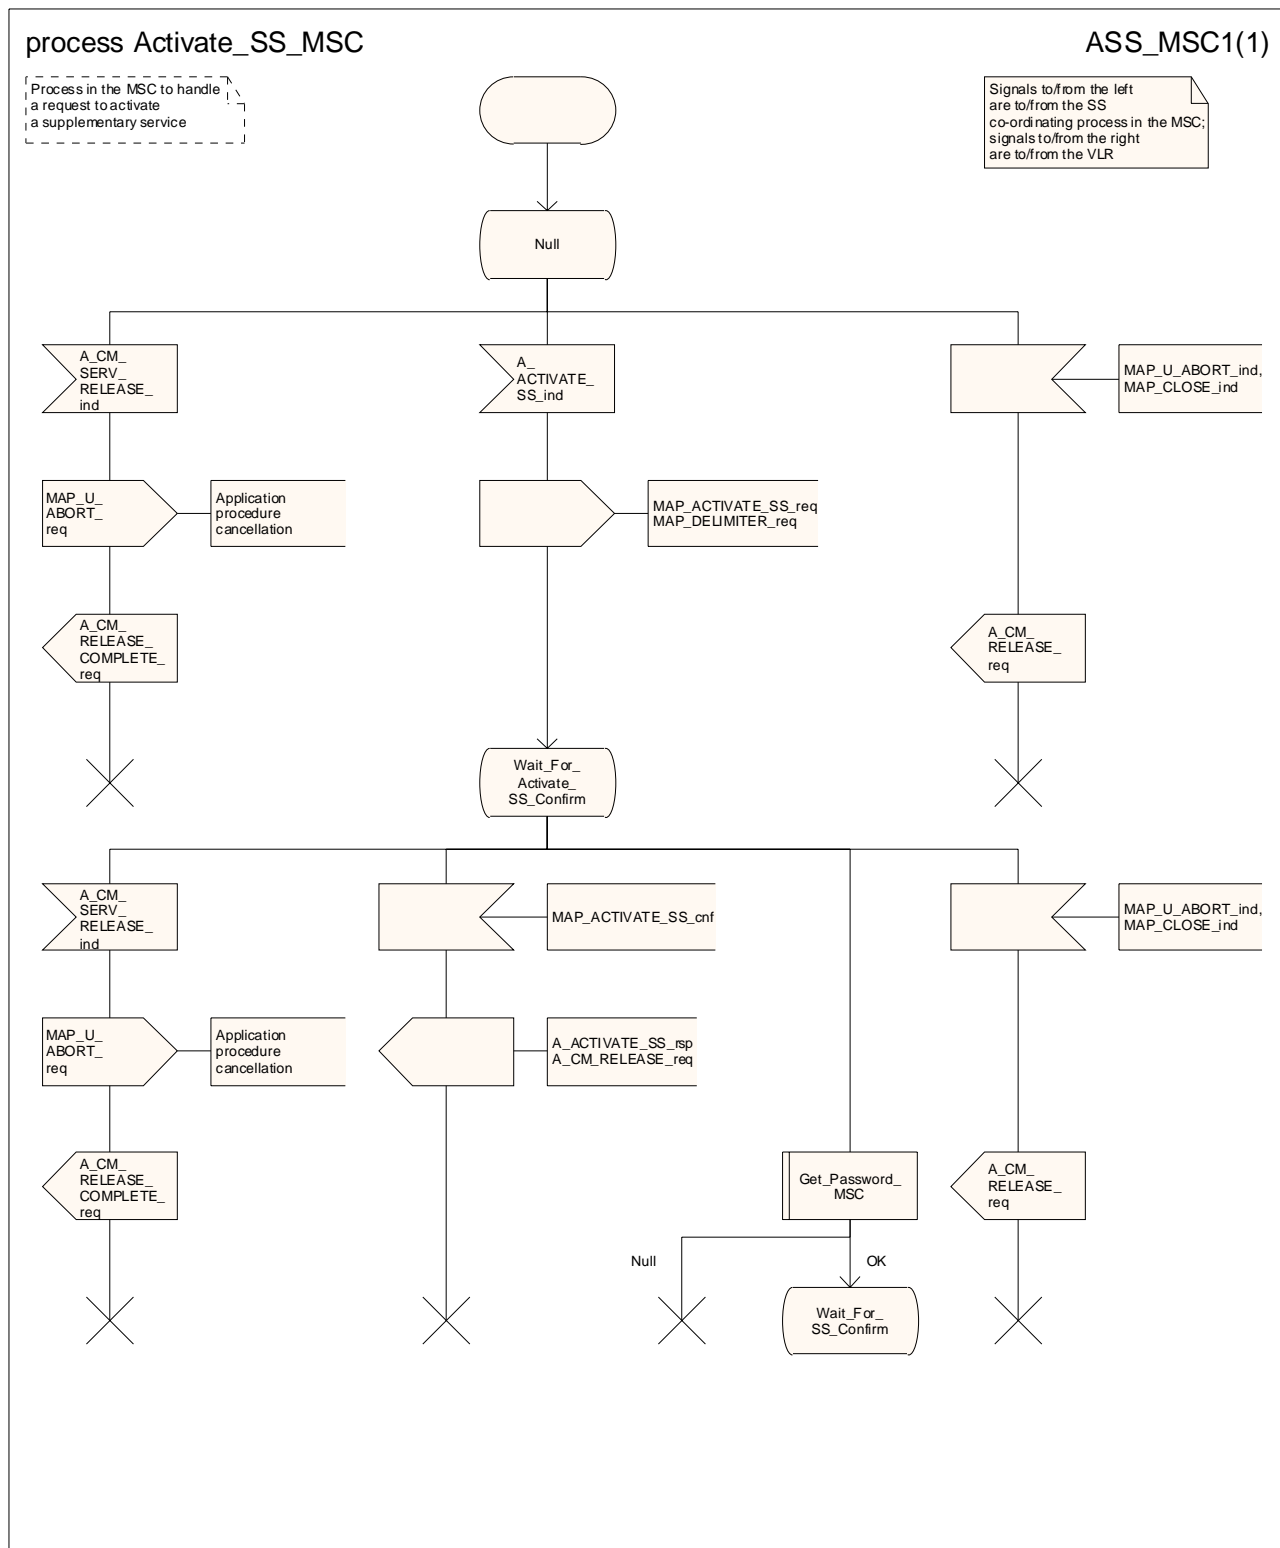 process Activate_SS_MSC
ASS_MSC1(1)
Process in the MSC to handle
a request to activate
a supplementary service
Signals to/from the left
are to/from the SS
co-ordinating process in the MSC;
signals to/from the right
are to/from the VLR
Null
A_CM_
SERV_
RELEASE_
ind
A_
ACTIVATE_
SS_ind
MAP_U_ABORT_ind,
MAP_CLOSE_ind
MAP_U_
ABORT_
req
Application
procedure
cancellation
MAP_ACTIVATE_SS_req
MAP_DELIMITER_req
A_CM_
RELEASE_
COMPLETE_
req
A_CM_
RELEASE_
req
Wait_For_
Activate_
SS_Confirm
A_CM_
SERV_
RELEASE_
ind
MAP_ACTIVATE_SS_cnf
MAP_U_ABORT_ind,
MAP_CLOSE_ind
MAP_U_
ABORT_
req
Application
procedure
cancellation
A_ACTIVATE_SS_rsp
A_CM_RELEASE_req
A_CM_
RELEASE_
COMPLETE_
req
Get_Password_
MSC
A_CM_
RELEASE_
req
Null
OK
Wait_For_
SS_Confirm